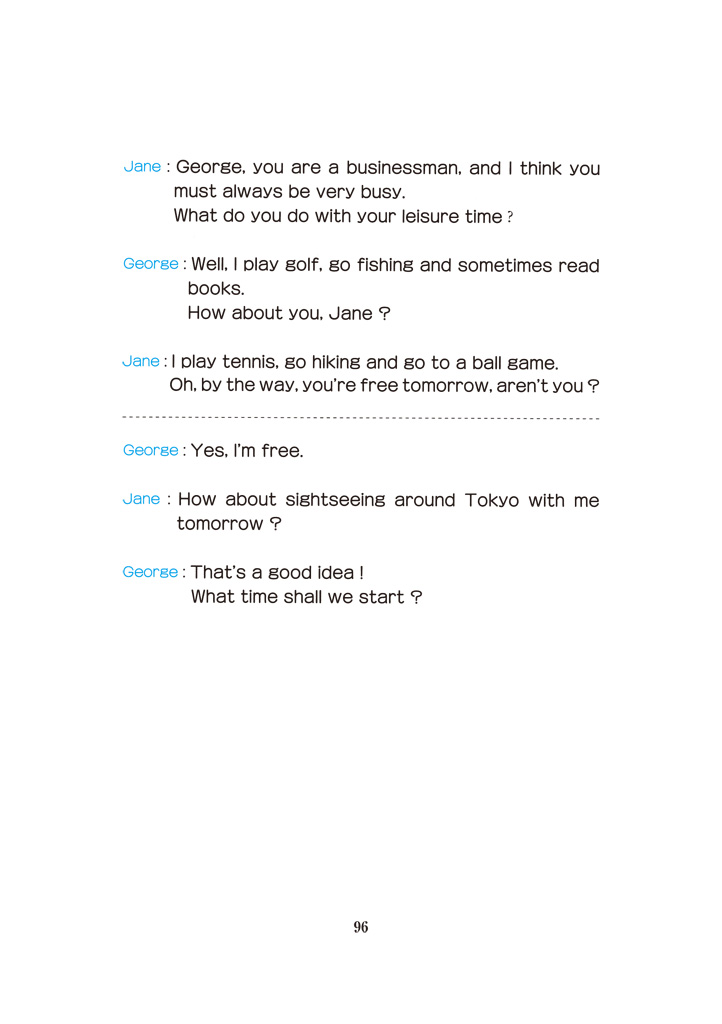 Jane : George, you are a businessman, and I think you
must always be very busy.
What do you do with your leisure time ?
George : Well, I play golf, go fishing and sometimes read
books.
How about you, Jane ?
Jane : I play tennis, go hiking and go to a ball game.
Oh, by the way, you're free tomorrow, aren't you ?
George : Yes, I'm free.
Jane : How about sightseeing around Tokyo with me
tomorrow ?
George : That's a good idea !
What time shall we start ?
96